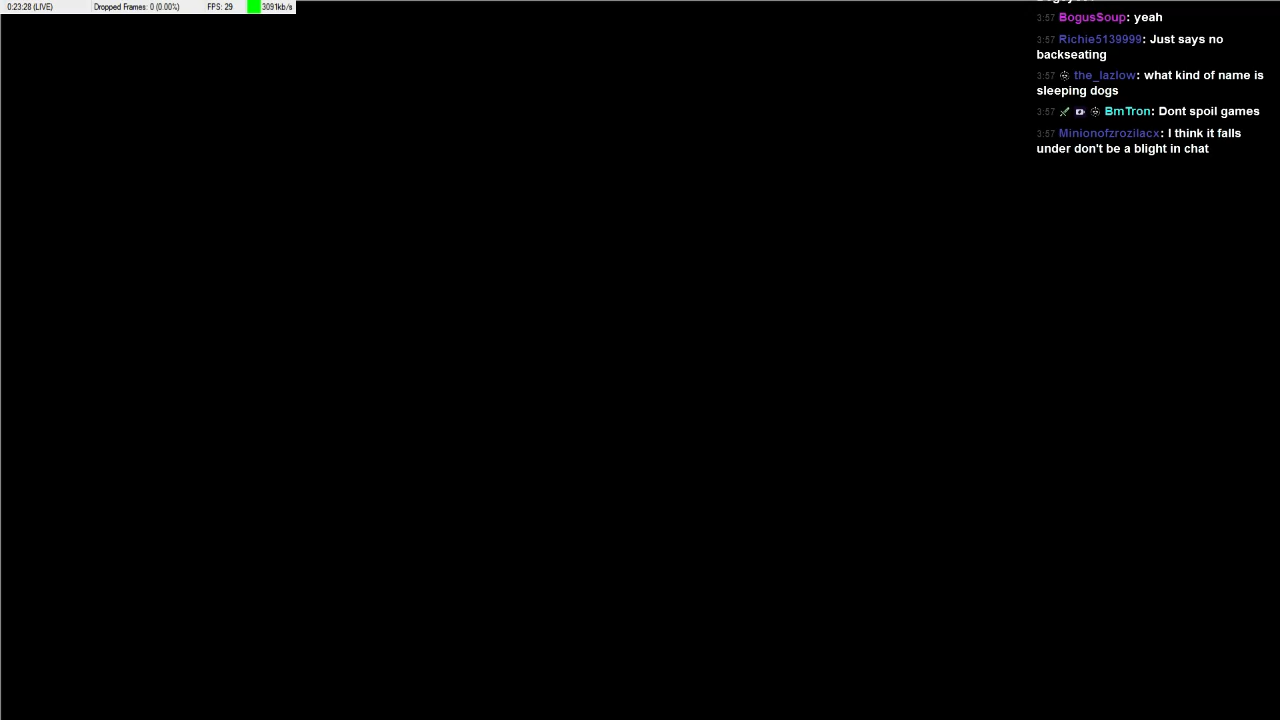 0:23:28 (LIVE) Dropped Frames: 0 (0.00%) FPS: 29 3091kb/s
3:57 BogusSoup: yeah
3:57 Richie5139999: Just says no
backseating
3:57 the_lazlow: what kind of name is
sleeping dogs
3:57 BmTron: Dont spoil games
3:57 Minionofzrozilacx: I think it falls
under don't be a blight in chat